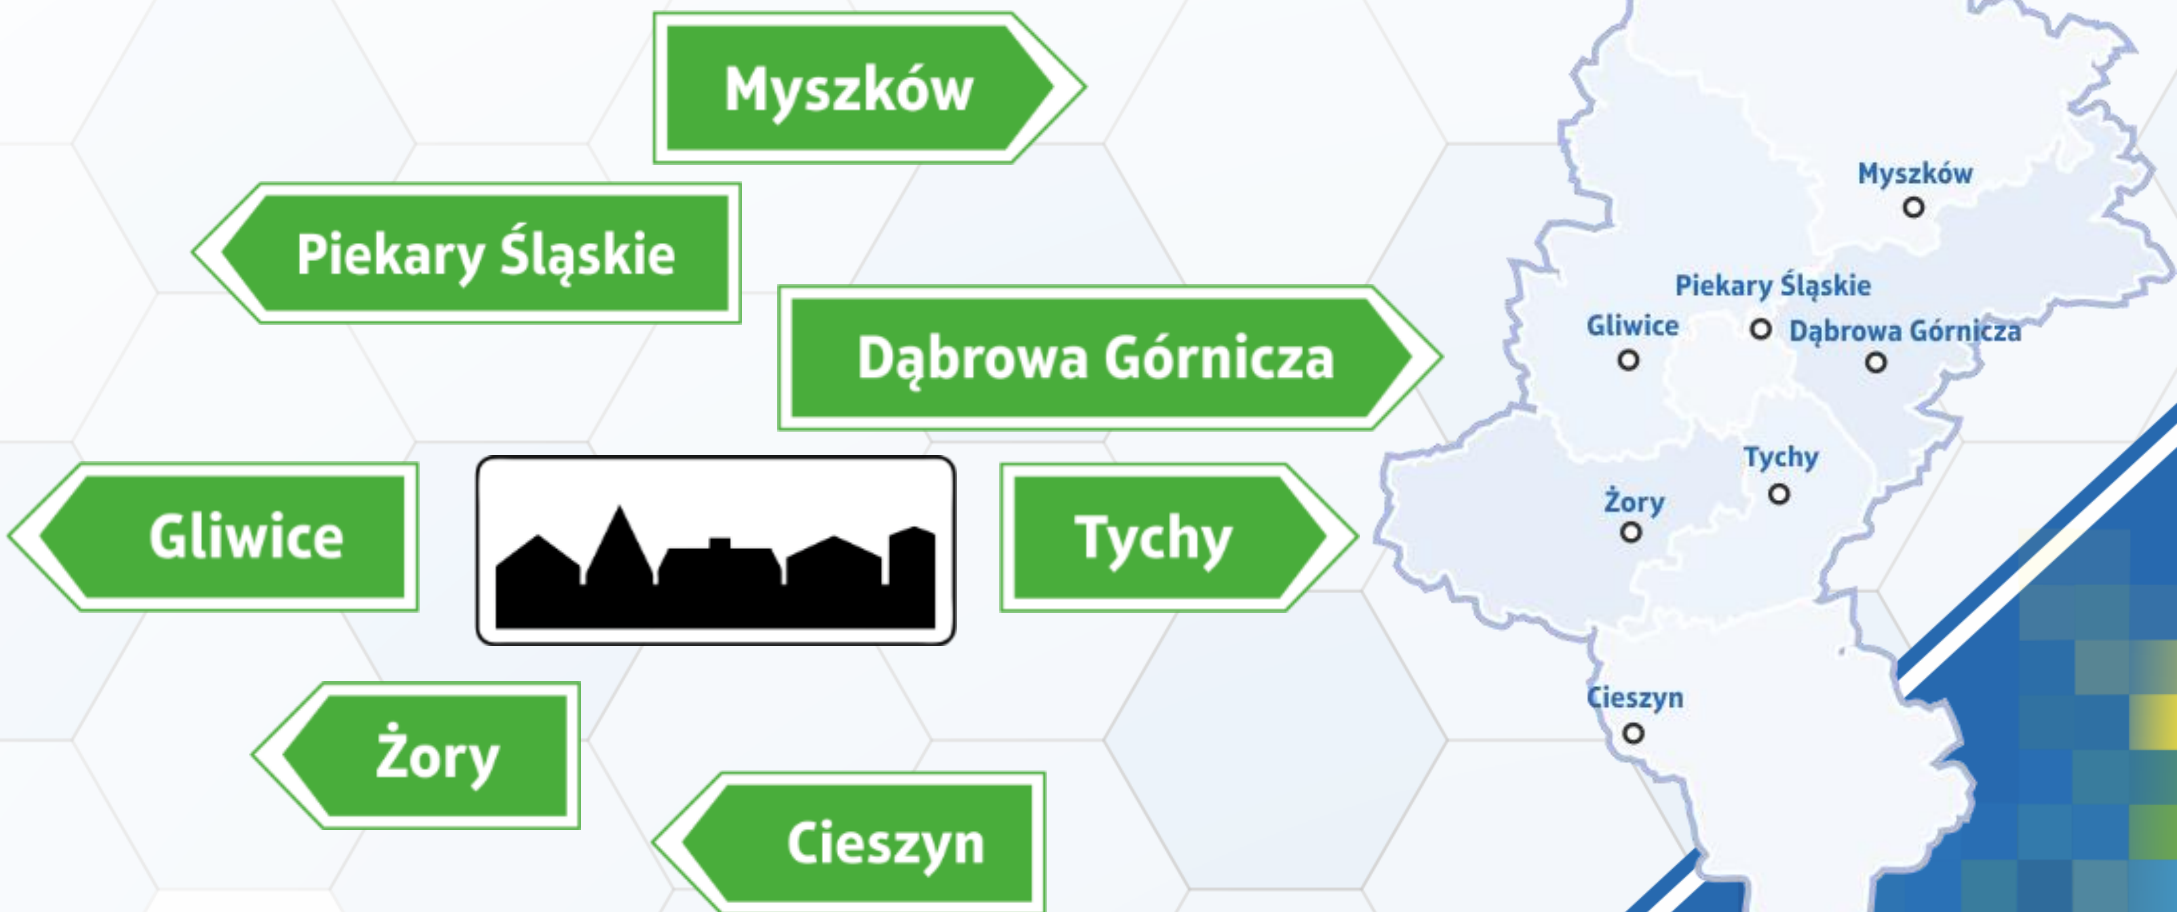 Myszków
Piekary Śląskie
Dąbrowa Górnicza
Gliwice
Tychy
Żory
Cieszyn
Myszków
Piekary Śląskie
Gliwice
Dąbrowa Górnicza
Tychy
Żory
Cieszyn